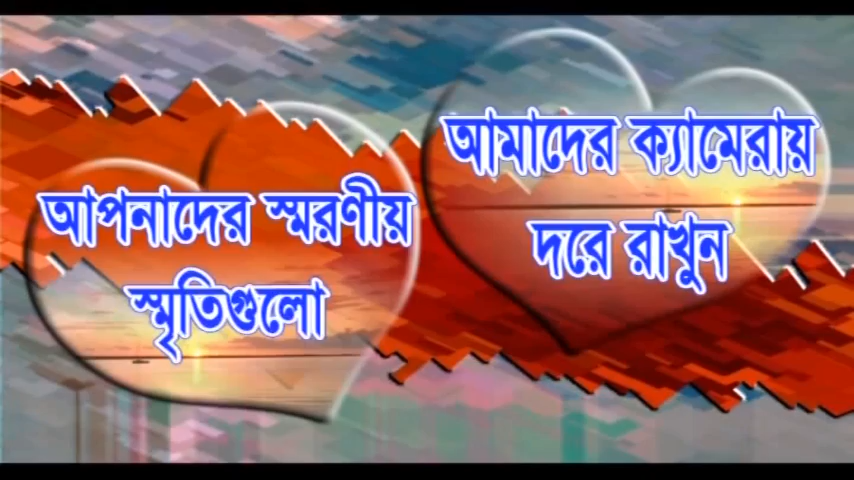 আপনাদের স্মরণীয়
স্মৃতিগুলো
আমাদের ক্যামেরায়
দরে রাখুন